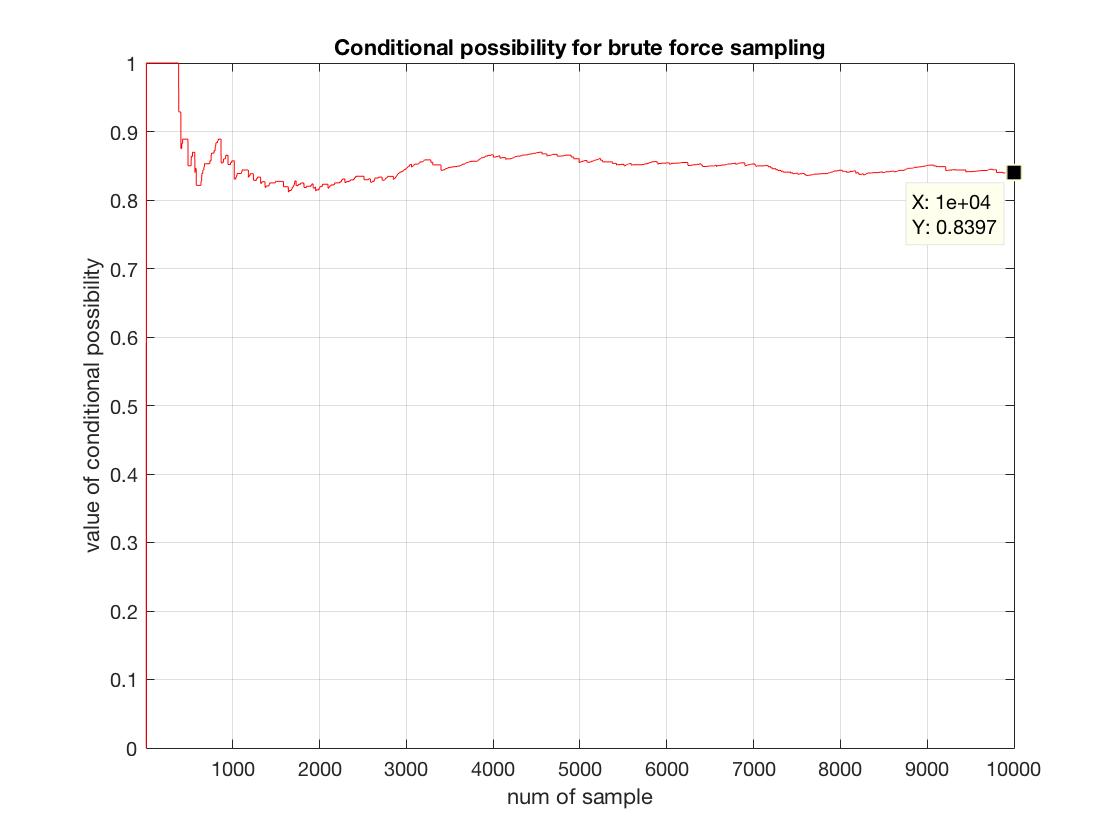 Conditional possibility for brute force sampling
1
0.9
0.8
0.7
0.6
0.5
0.4
0.3
0.2
0.1
0
value of conditional possibility
X: 1e+04
Y: 0.8397
1000 2000 3000 4000 5000 6000 7000 8000 9000 10000
num of sample